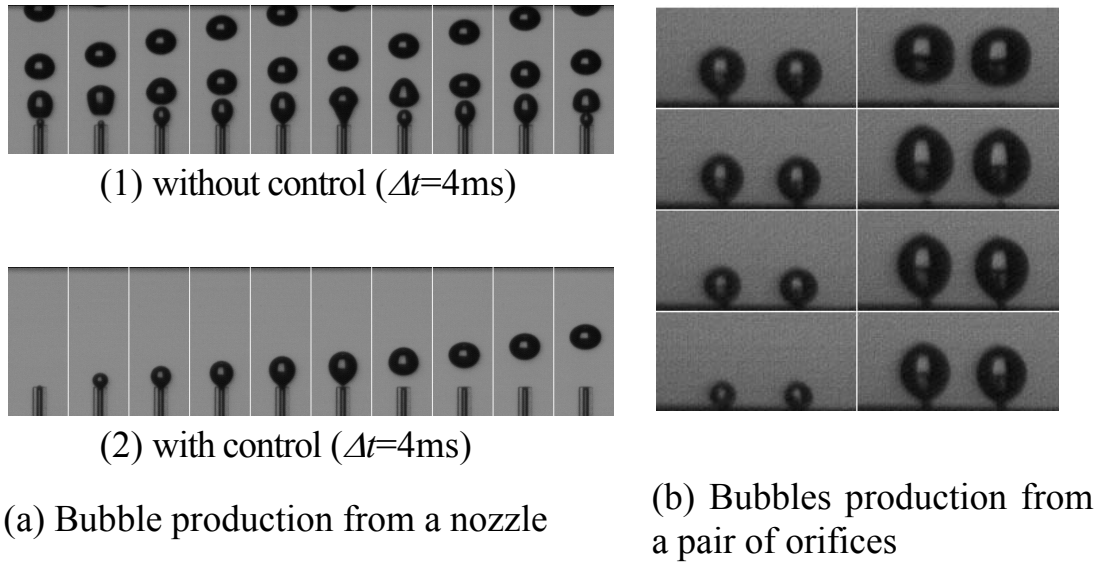 (1) without control (Δt=4ms)
(2) with control (Δt=4ms)
(a) Bubble production from a nozzle
(b) Bubbles production from
a pair of orifices